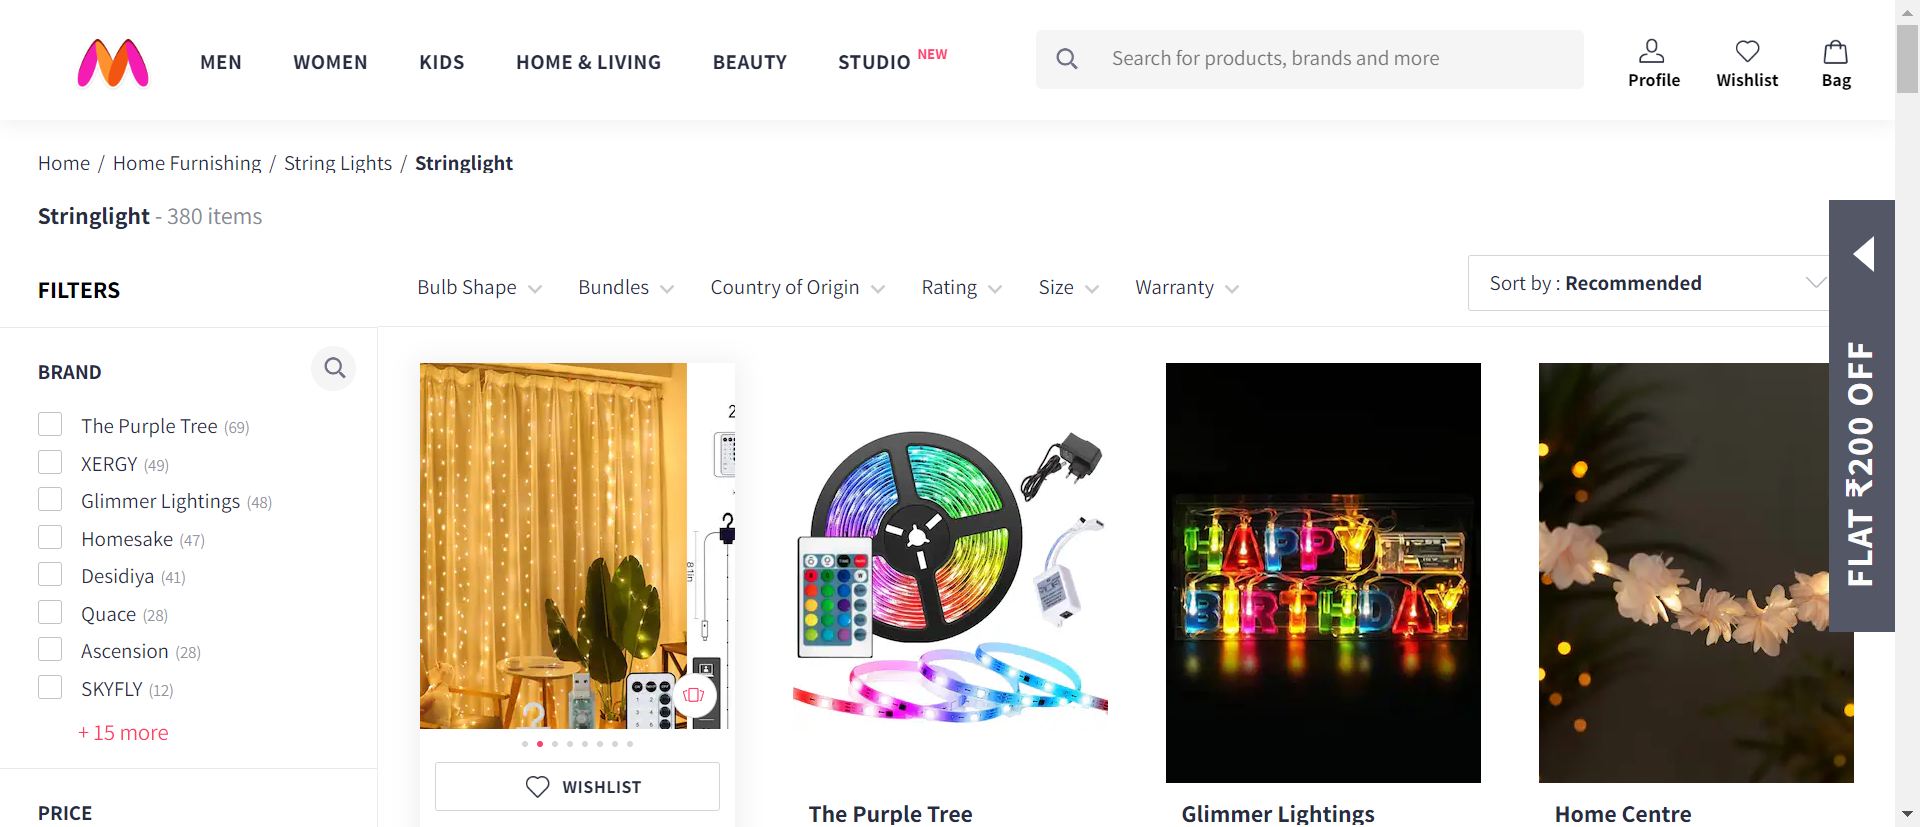 MEN
WOMEN
KIDS
HOME & LIVING
BEAUTY
STUDIO NEW
Search for products, brands and more
Profile
Wishlist
Bag
Home / Home Furnishing / String Lights / Stringlight
Stringlight - 380 items
FILTERS
Bulb Shape
Bundles
Country of Origin
Rating
Size
Warranty
Sort by : Recommended
FLAT ₹200 OFF
BRAND
The Purple Tree (69)
XERGY (49)
Glimmer Lightings (48)
Homesake (47)
Desidiya (41)
Quace (28)
Ascension (28)
SKYFLY (12)
+ 15 more
PRICE
HAPPY
BIRTHDAY
WISHLIST
The Purple Tree
Glimmer Lightings
Home Centre